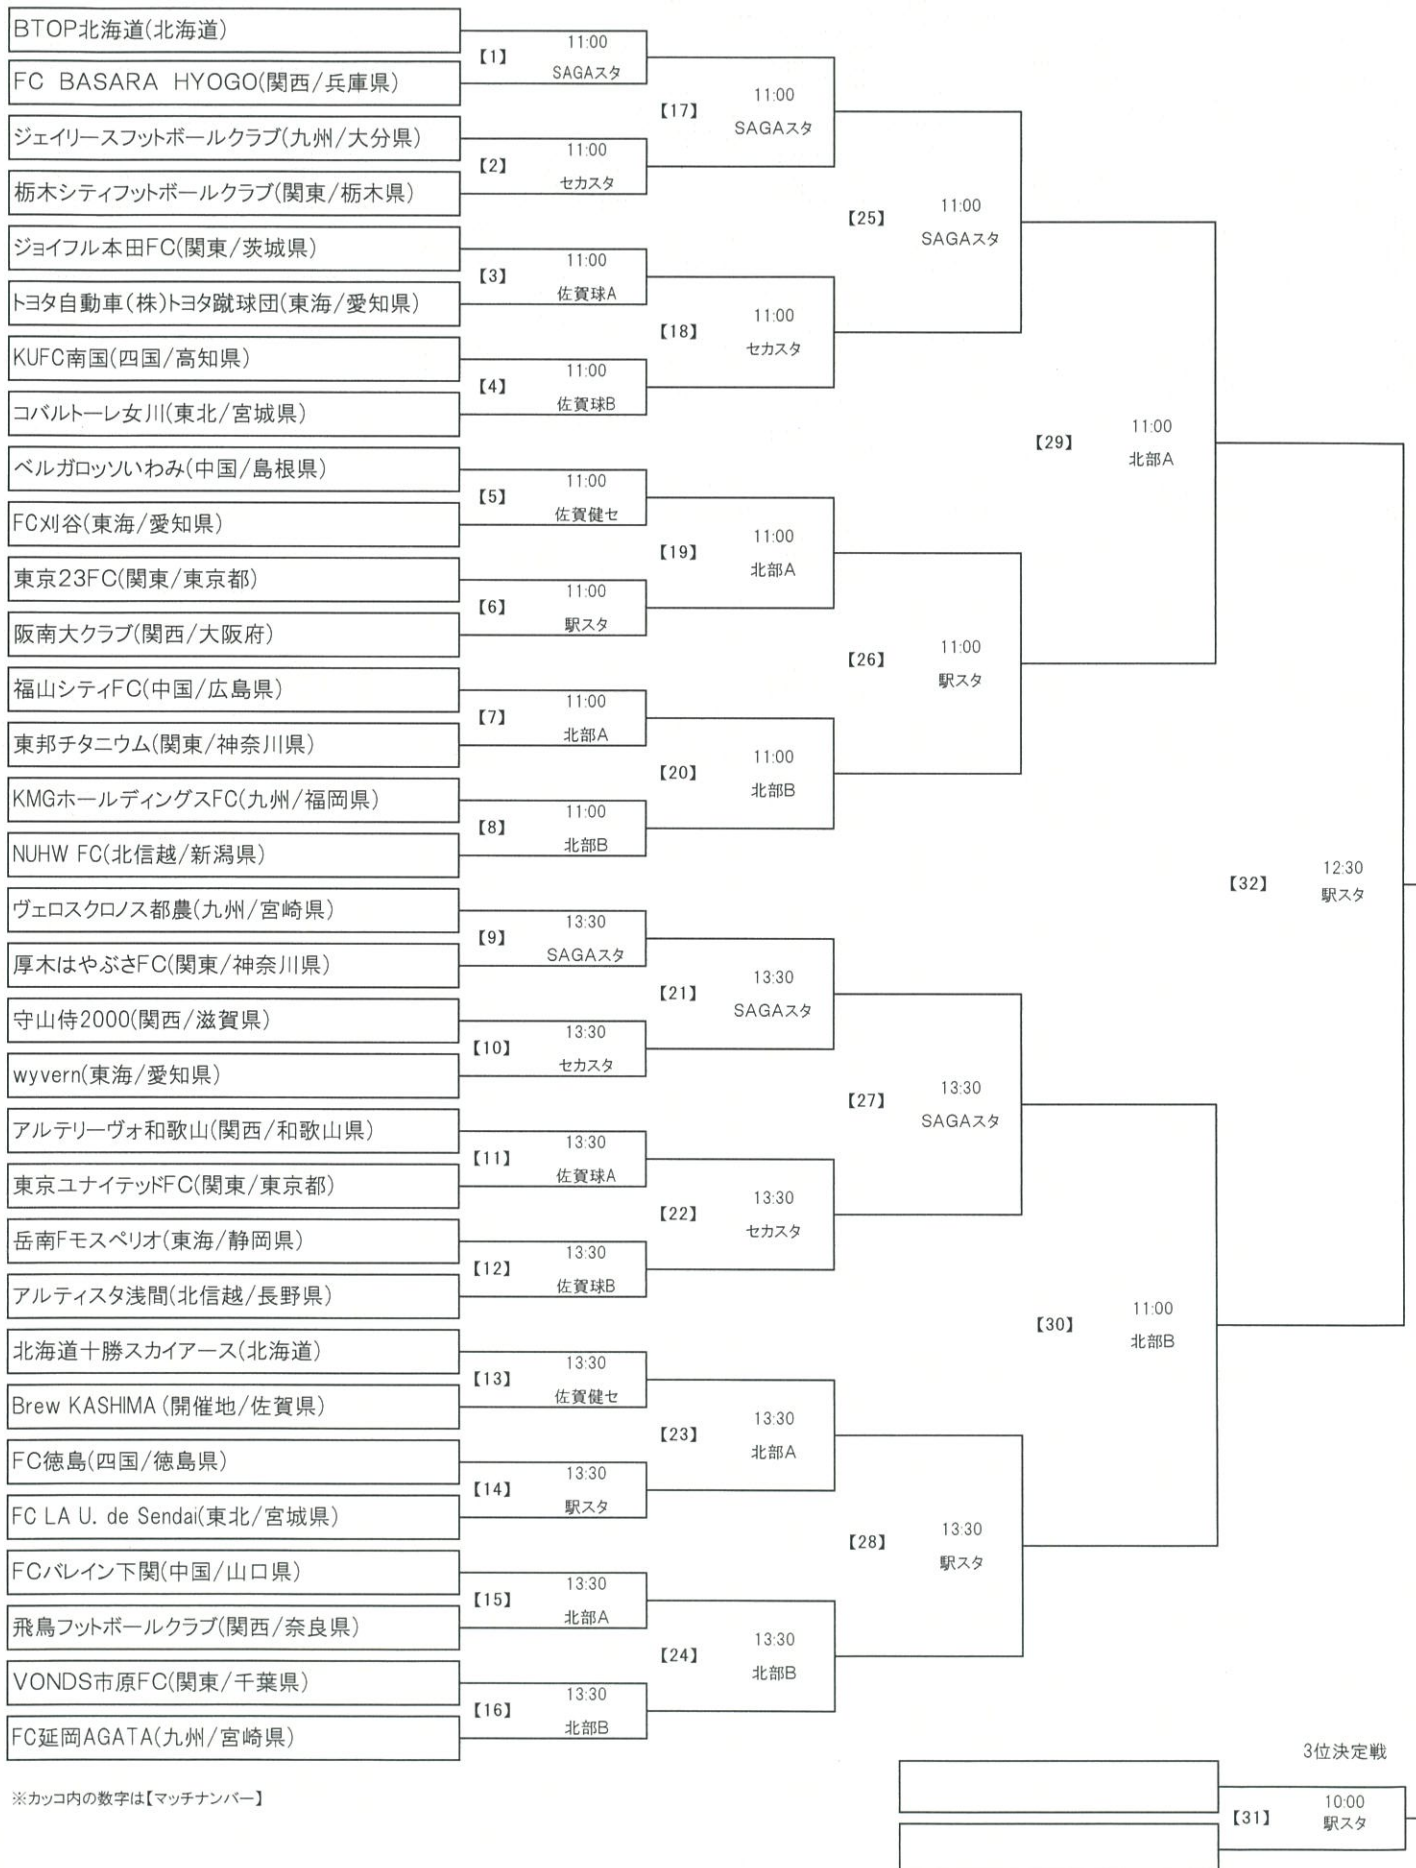 BTOP北海道(北海道)
FC BASARA HYOGO(関西/兵庫県)
【1】
11:00
SAGAスタ
ジェイリースフットボールクラブ(九州/大分県)
栃木シティフットボールクラブ(関東/栃木県)
【2】
11:00
セカスタ
【17】
11:00
SAGAスタ
ジョイフル本田FC(関東/茨城県)
トヨタ自動車(株)トヨタ蹴球団(東海/愛知県)
【3】
11:00
佐賀球A
KUFC南国(四国/高知県)
コバルトーレ女川(東北/宮城県)
【4】
11:00
佐賀球B
【18】
11:00
セカスタ
【25】
11:00
SAGAスタ
ベルガロッソいわみ(中国/島根県)
FC刈谷(東海/愛知県)
【5】
11:00
佐賀健セ
東京23FC(関東/東京都)
阪南大クラブ(関西/大阪府)
【6】
11:00
駅スタ
【19】
11:00
北部A
福山シティFC(中国/広島県)
東邦チタニウム(関東/神奈川県)
【7】
11:00
北部A
KMGホールディングスFC(九州/福岡県)
NUHW FC(北信越/新潟県)
【8】
11:00
北部B
【20】
11:00
北部B
【26】
11:00
駅スタ
【29】
11:00
北部A
ヴェロスクロノス都農(九州/宮崎県)
厚木はやぶさFC(関東/神奈川県)
【9】
13:30
SAGAスタ
守山侍2000(関西/滋賀県)
wyvern(東海/愛知県)
【10】
13:30
セカスタ
【21】
13:30
SAGAスタ
アルテリーヴォ和歌山(関西/和歌山県)
東京ユナイテッドFC(関東/東京都)
【11】
13:30
佐賀球A
岳南Fモスペリオ(東海/静岡県)
アルティスタ浅間(北信越/長野県)
【12】
13:30
佐賀球B
【22】
13:30
セカスタ
【27】
13:30
SAGAスタ
北海道十勝スカイアース(北海道)
Brew KASHIMA(開催地/佐賀県)
【13】
13:30
佐賀健セ
FC徳島(四国/徳島県)
FC LA U. de Sendai(東北/宮城県)
【14】
13:30
駅スタ
【23】
13:30
北部A
FCバレイン下関(中国/山口県)
飛鳥フットボールクラブ(関西/奈良県)
【15】
13:30
北部A
VONDS市原FC(関東/千葉県)
FC延岡AGATA(九州/宮崎県)
【16】
13:30
北部B
【24】
13:30
北部B
【28】
13:30
駅スタ
【30】
11:00
北部B
【32】
12:30
駅スタ
3位決定戦
【31】
10:00
駅スタ
※カッコ内の数字は【マッチナンバー】